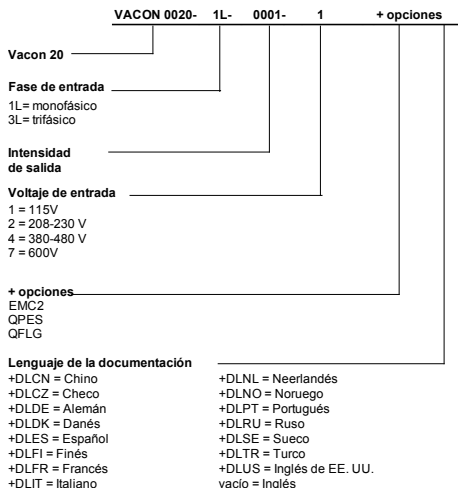 VACON 0020- 1L- 0001- 1 + opciones
Vacon 20
Fase de entrada
1L= monofásico
3L= trifásico
Intensidad
de salida
Voltaje de entrada
1 = 115V
2 = 208-230 V
4 = 380-480 V
7 = 600V
+ opciones
EMC2
QPES
QFLG
Lenguaje de la documentación
+DLCN = Chino
+DLCZ = Checo
+DLDE = Alemán
+DLDK = Danés
+DLES = Español
+DLFI = Finés
+DLFR = Francés
+DLIT = Italiano
+DLNL = Neerlandés
+DLNO = Noruego
+DLPT = Portugués
+DLRU = Ruso
+DLSE = Sueco
+DLTR = Turco
+DLUS = Inglés de EE. UU.
vacío = Inglés